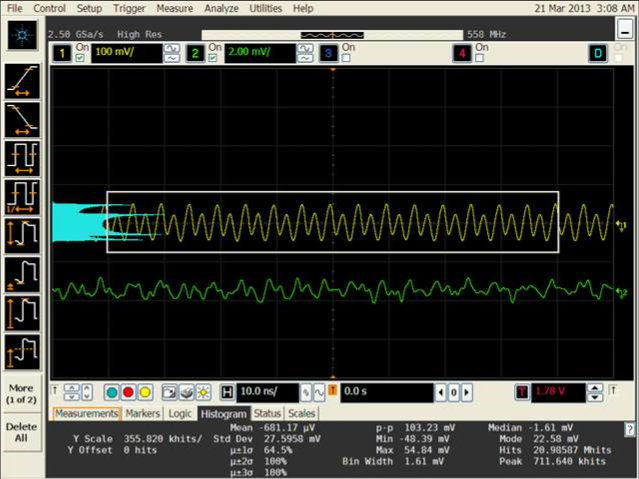 File Control Setup Trigger Measure Analyze Utilities Help 21 Mar 2013 3:08 AM
2.50 GSa/s High Res 558 MHz
1 On 100 mV/ 2 On 2.00 mV/ 3 On 4 On D On
1
2
More
(1 of 2)
Delete
All
H 10.0 ns/ 0.0 s 0 T 1.78 V
Measurements Markers Logic Histogram Status Scales
Mean -681.17 µV p-p 103.23 mV Median -1.61 mV
Y Scale 355.820 khits/ Std Dev 27.5958 mV Min -48.39 mV Mode 22.58 mV
Y Offset 0 hits µ±1σ 64.5% Max 54.84 mV Hits 20.98587 Mhits
µ±2σ 100% Bin Width 1.61 mV Peak 711.640 khits
µ±3σ 100%